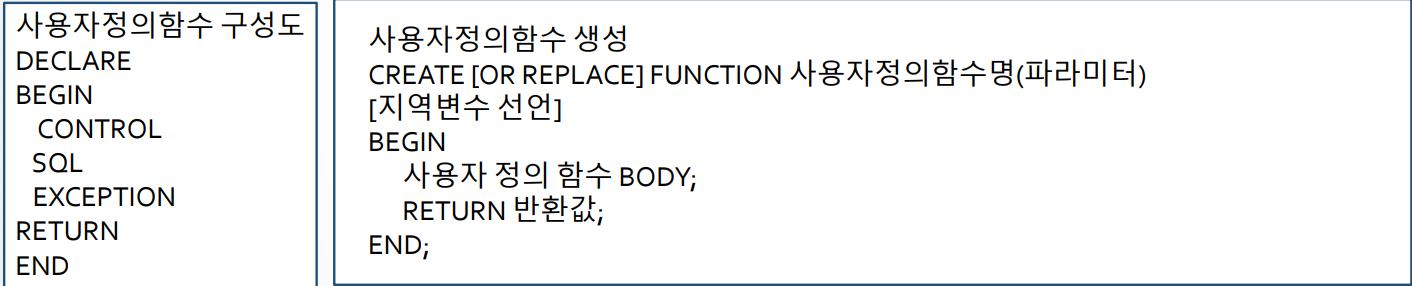 사용자정의함수 구성도
DECLARE
BEGIN
CONTROL
SQL
EXCEPTION
RETURN
END
사용자정의함수 생성
CREATE [OR REPLACE] FUNCTION 사용자정의함수명(파라미터)
[지역변수 선언]
BEGIN
사용자 정의 함수 BODY;
RETURN 반환값;
END;